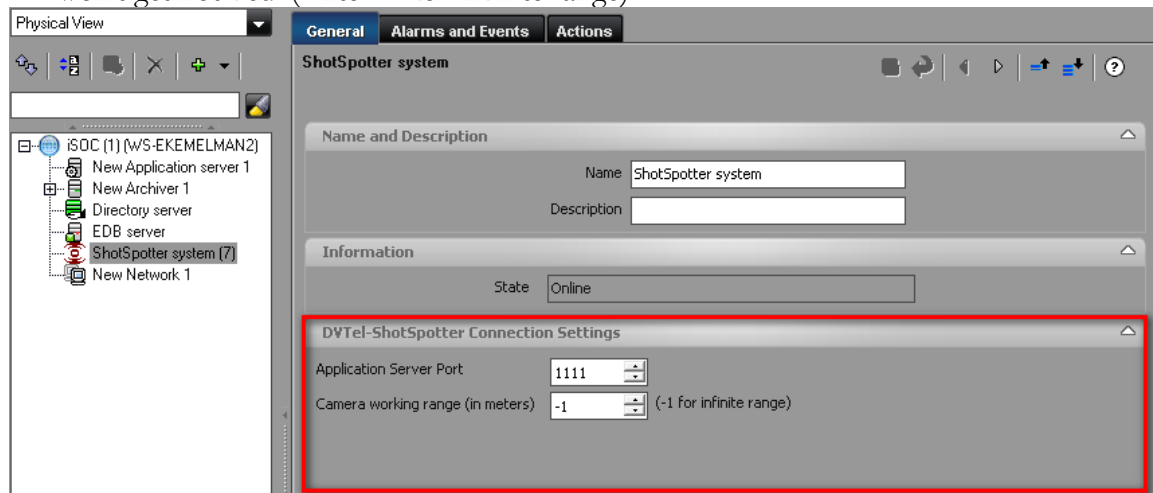 Physical View
General Alarms and Events Actions
ShotSpotter system
iSOC (1) (WS-EKEMELMAN2)
New Application server 1
New Archiver 1
Directory server
EDB server
ShotSpotter system (7)
New Network 1
Name and Description
Name ShotSpotter system
Description
Information
State Online
DVTel-ShotSpotter Connection Settings
Application Server Port 1111
Camera working range (in meters) -1 (-1 for infinite range)